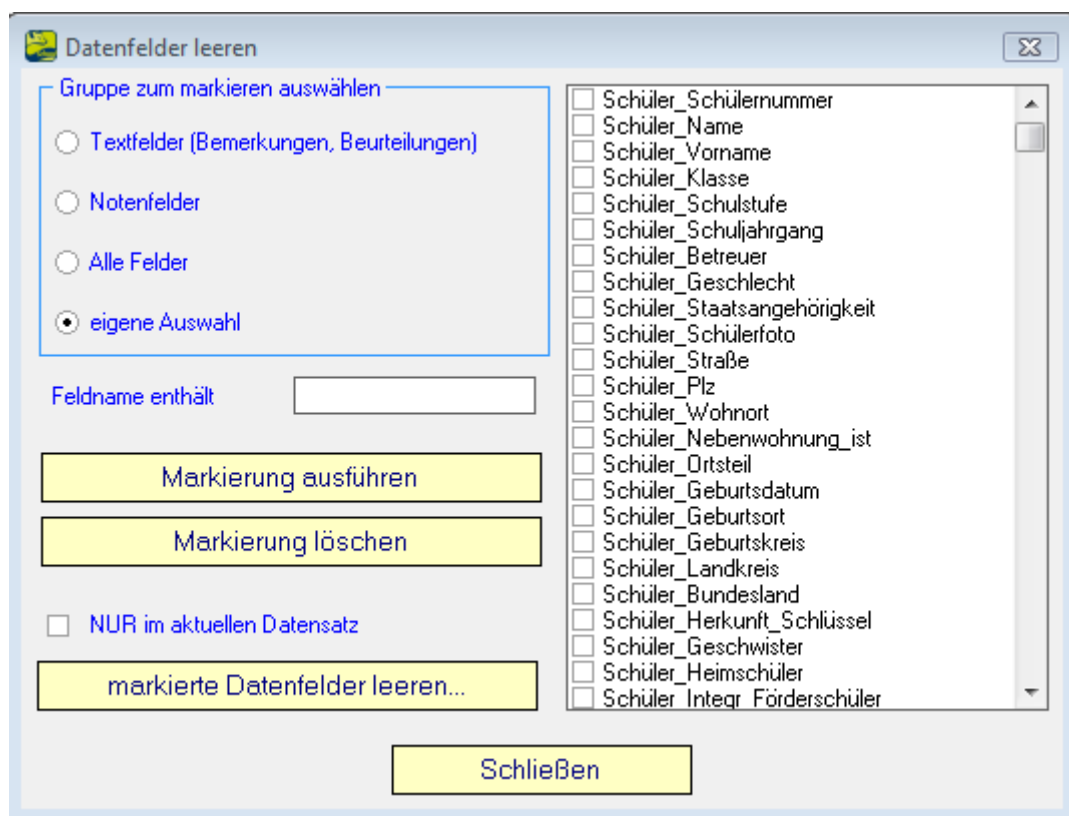 Datenfelder leeren
Gruppe zum markieren auswählen
Textfelder (Bemerkungen, Beurteilungen)
Notenfelder
Alle Felder
eigene Auswahl
Feldname enthält
Markierung ausführen
Markierung löschen
NUR im aktuellen Datensatz
markierte Datenfelder leeren...
Schüler_Schülernummer
Schüler_Name
Schüler_Vorname
Schüler_Klasse
Schüler_Schulstufe
Schüler_Schuljahrgang
Schüler_Betreuer
Schüler_Geschlecht
Schüler_Staatsangehörigkeit
Schüler_Schülerfoto
Schüler_Straße
Schüler_Plz
Schüler_Wohnort
Schüler_Nebenwohnung_ist
Schüler_Ortsteil
Schüler_Geburtsdatum
Schüler_Geburtsort
Schüler_Geburtskreis
Schüler_Landkreis
Schüler_Bundesland
Schüler_Herkunft_Schlüssel
Schüler_Geschwister
Schüler_Heimschüler
Schüler_Integr_Förderschüler
Schließen